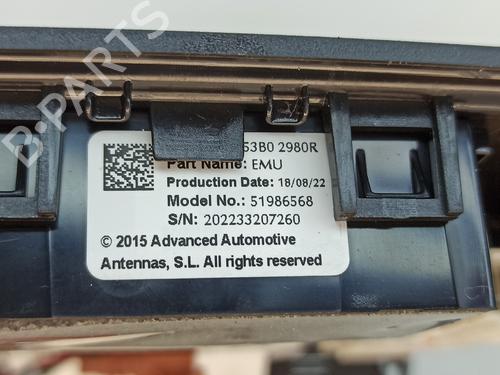 53B0 2980R
Part Name: EMU
Production Date: 18/08/22
Model No.: 51986568
S/N: 202233207260
© 2015 Advanced Automotive
Antennas, S.L. All rights reserved
B-PARTS